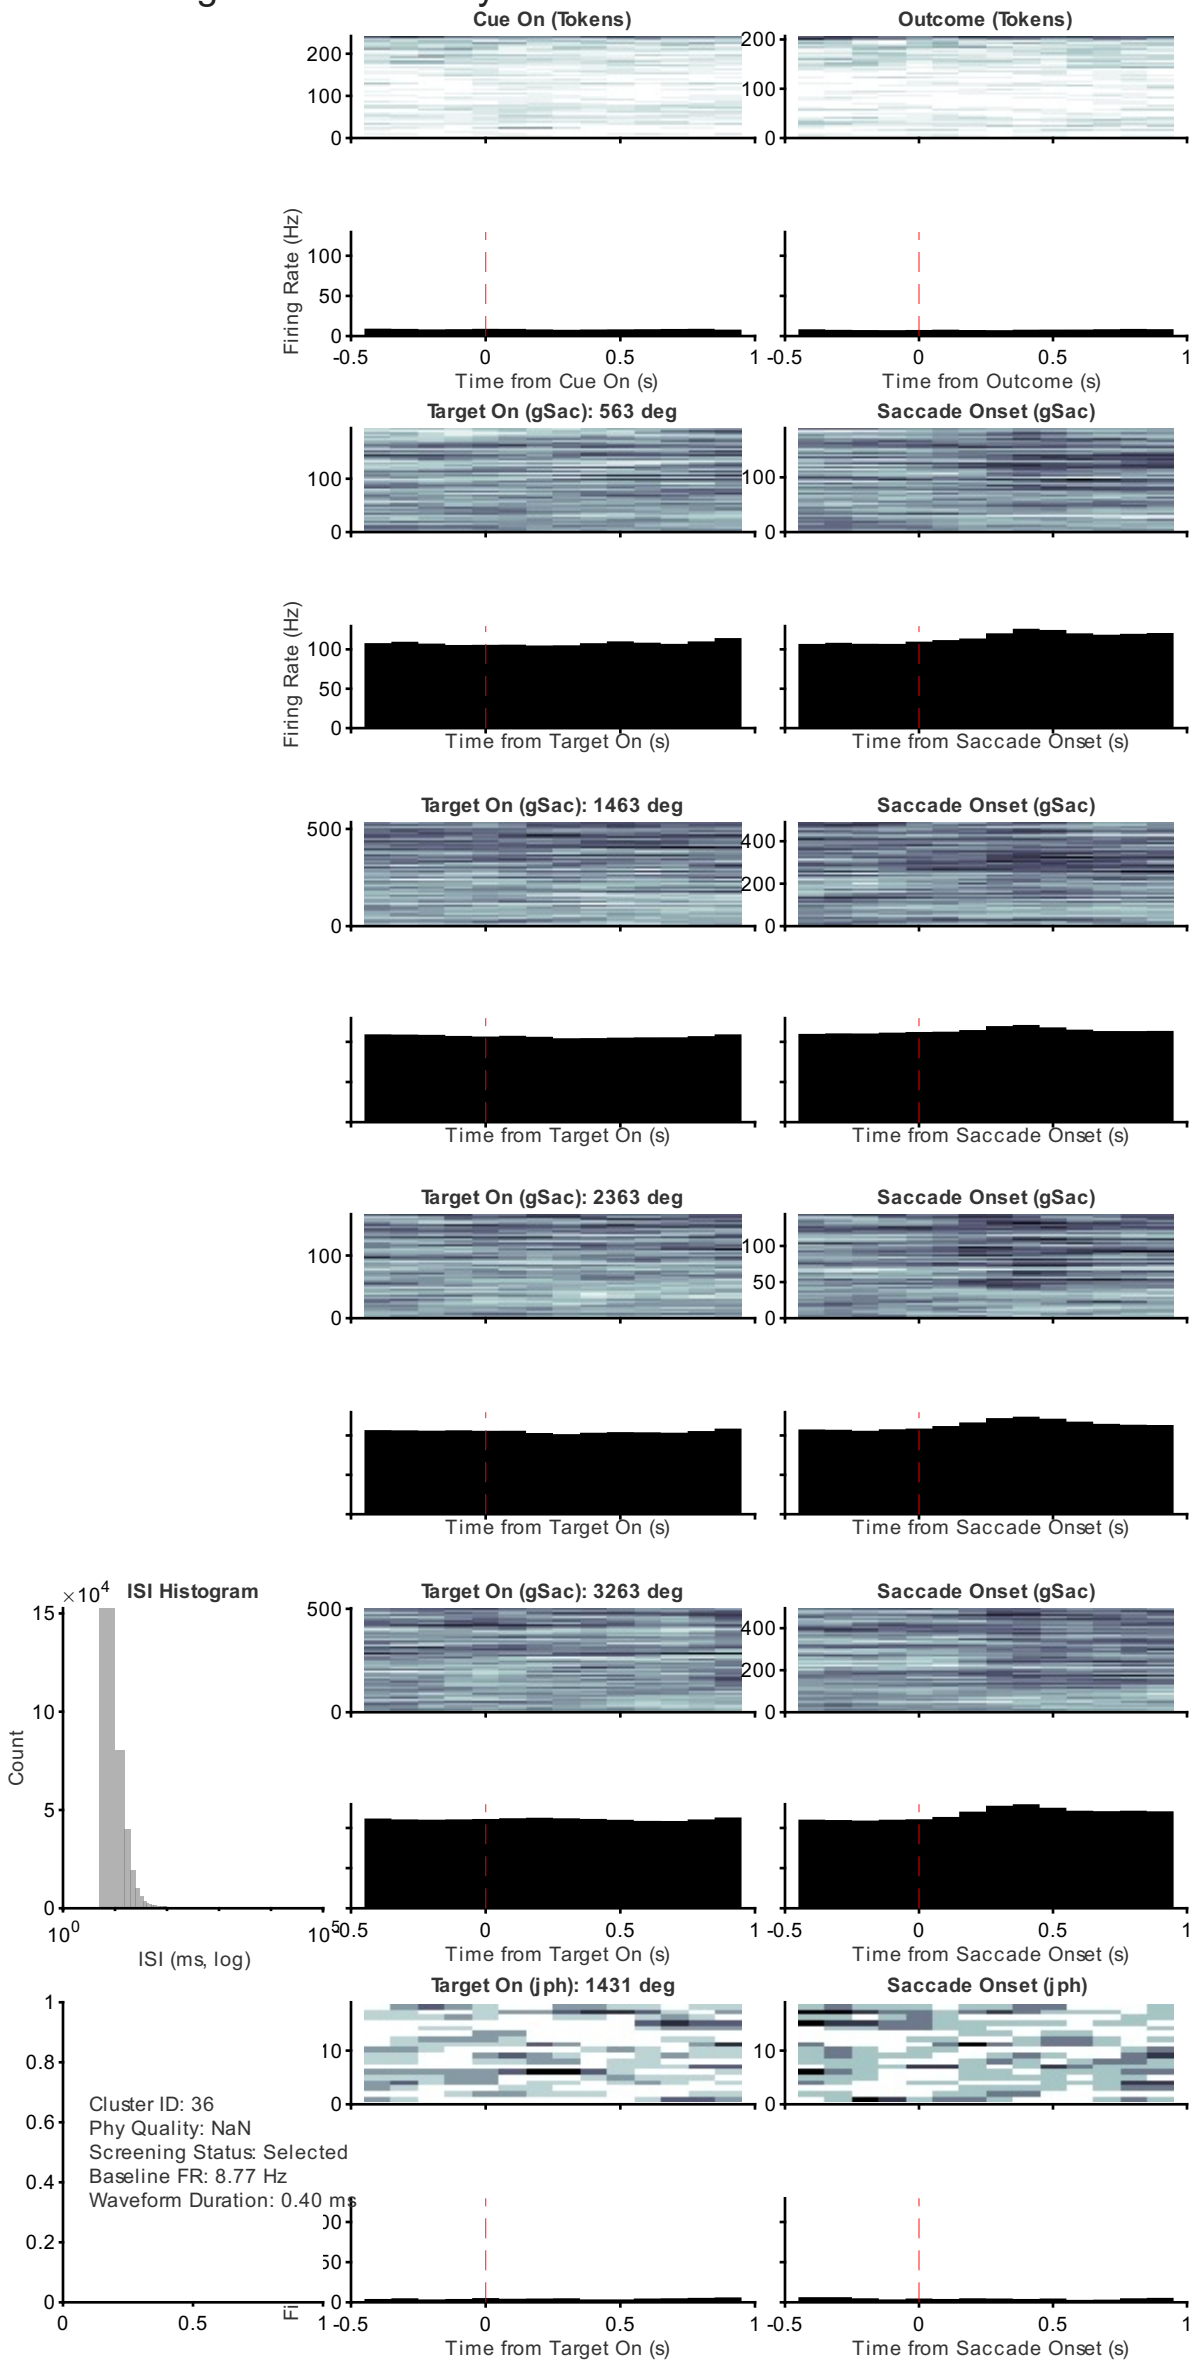 Cue On (Tokens)
Outcome (Tokens)
200
100
0
200
100
0
Firing Rate (Hz)
100
50
0
-0.5
0
0.5
1
-0.5
0
0.5
1
Time from Cue On (s)
Time from Outcome (s)
Target On (gSac): 563 deg
Saccade Onset (gSac)
100
0
100
0
Firing Rate (Hz)
100
50
0
Time from Target On (s)
Time from Saccade Onset (s)
Target On (gSac): 1463 deg
Saccade Onset (gSac)
500
0
400
200
0
Time from Target On (s)
Time from Saccade Onset (s)
Target On (gSac): 2363 deg
Saccade Onset (gSac)
100
0
100
50
0
Time from Target On (s)
Time from Saccade Onset (s)
×10^4
ISI Histogram
15
10
5
0
Count
10^0
10^5
ISI (ms, log)
Target On (gSac): 3263 deg
Saccade Onset (gSac)
500
0
400
200
0
-0.5
0
0.5
1
-0.5
0
0.5
1
Time from Target On (s)
Time from Saccade Onset (s)
Target On (jph): 1431 deg
Saccade Onset (jph)
10
0
10
0
1
0.8
0.6
0.4
0.2
0
0
0.5
1
Cluster ID: 36
Phy Quality: NaN
Screening Status: Selected
Baseline FR: 8.77 Hz
Waveform Duration: 0.40 ms
50
0
Fi
-0.5
0
0.5
1
-0.5
0
0.5
1
Time from Target On (s)
Time from Saccade Onset (s)